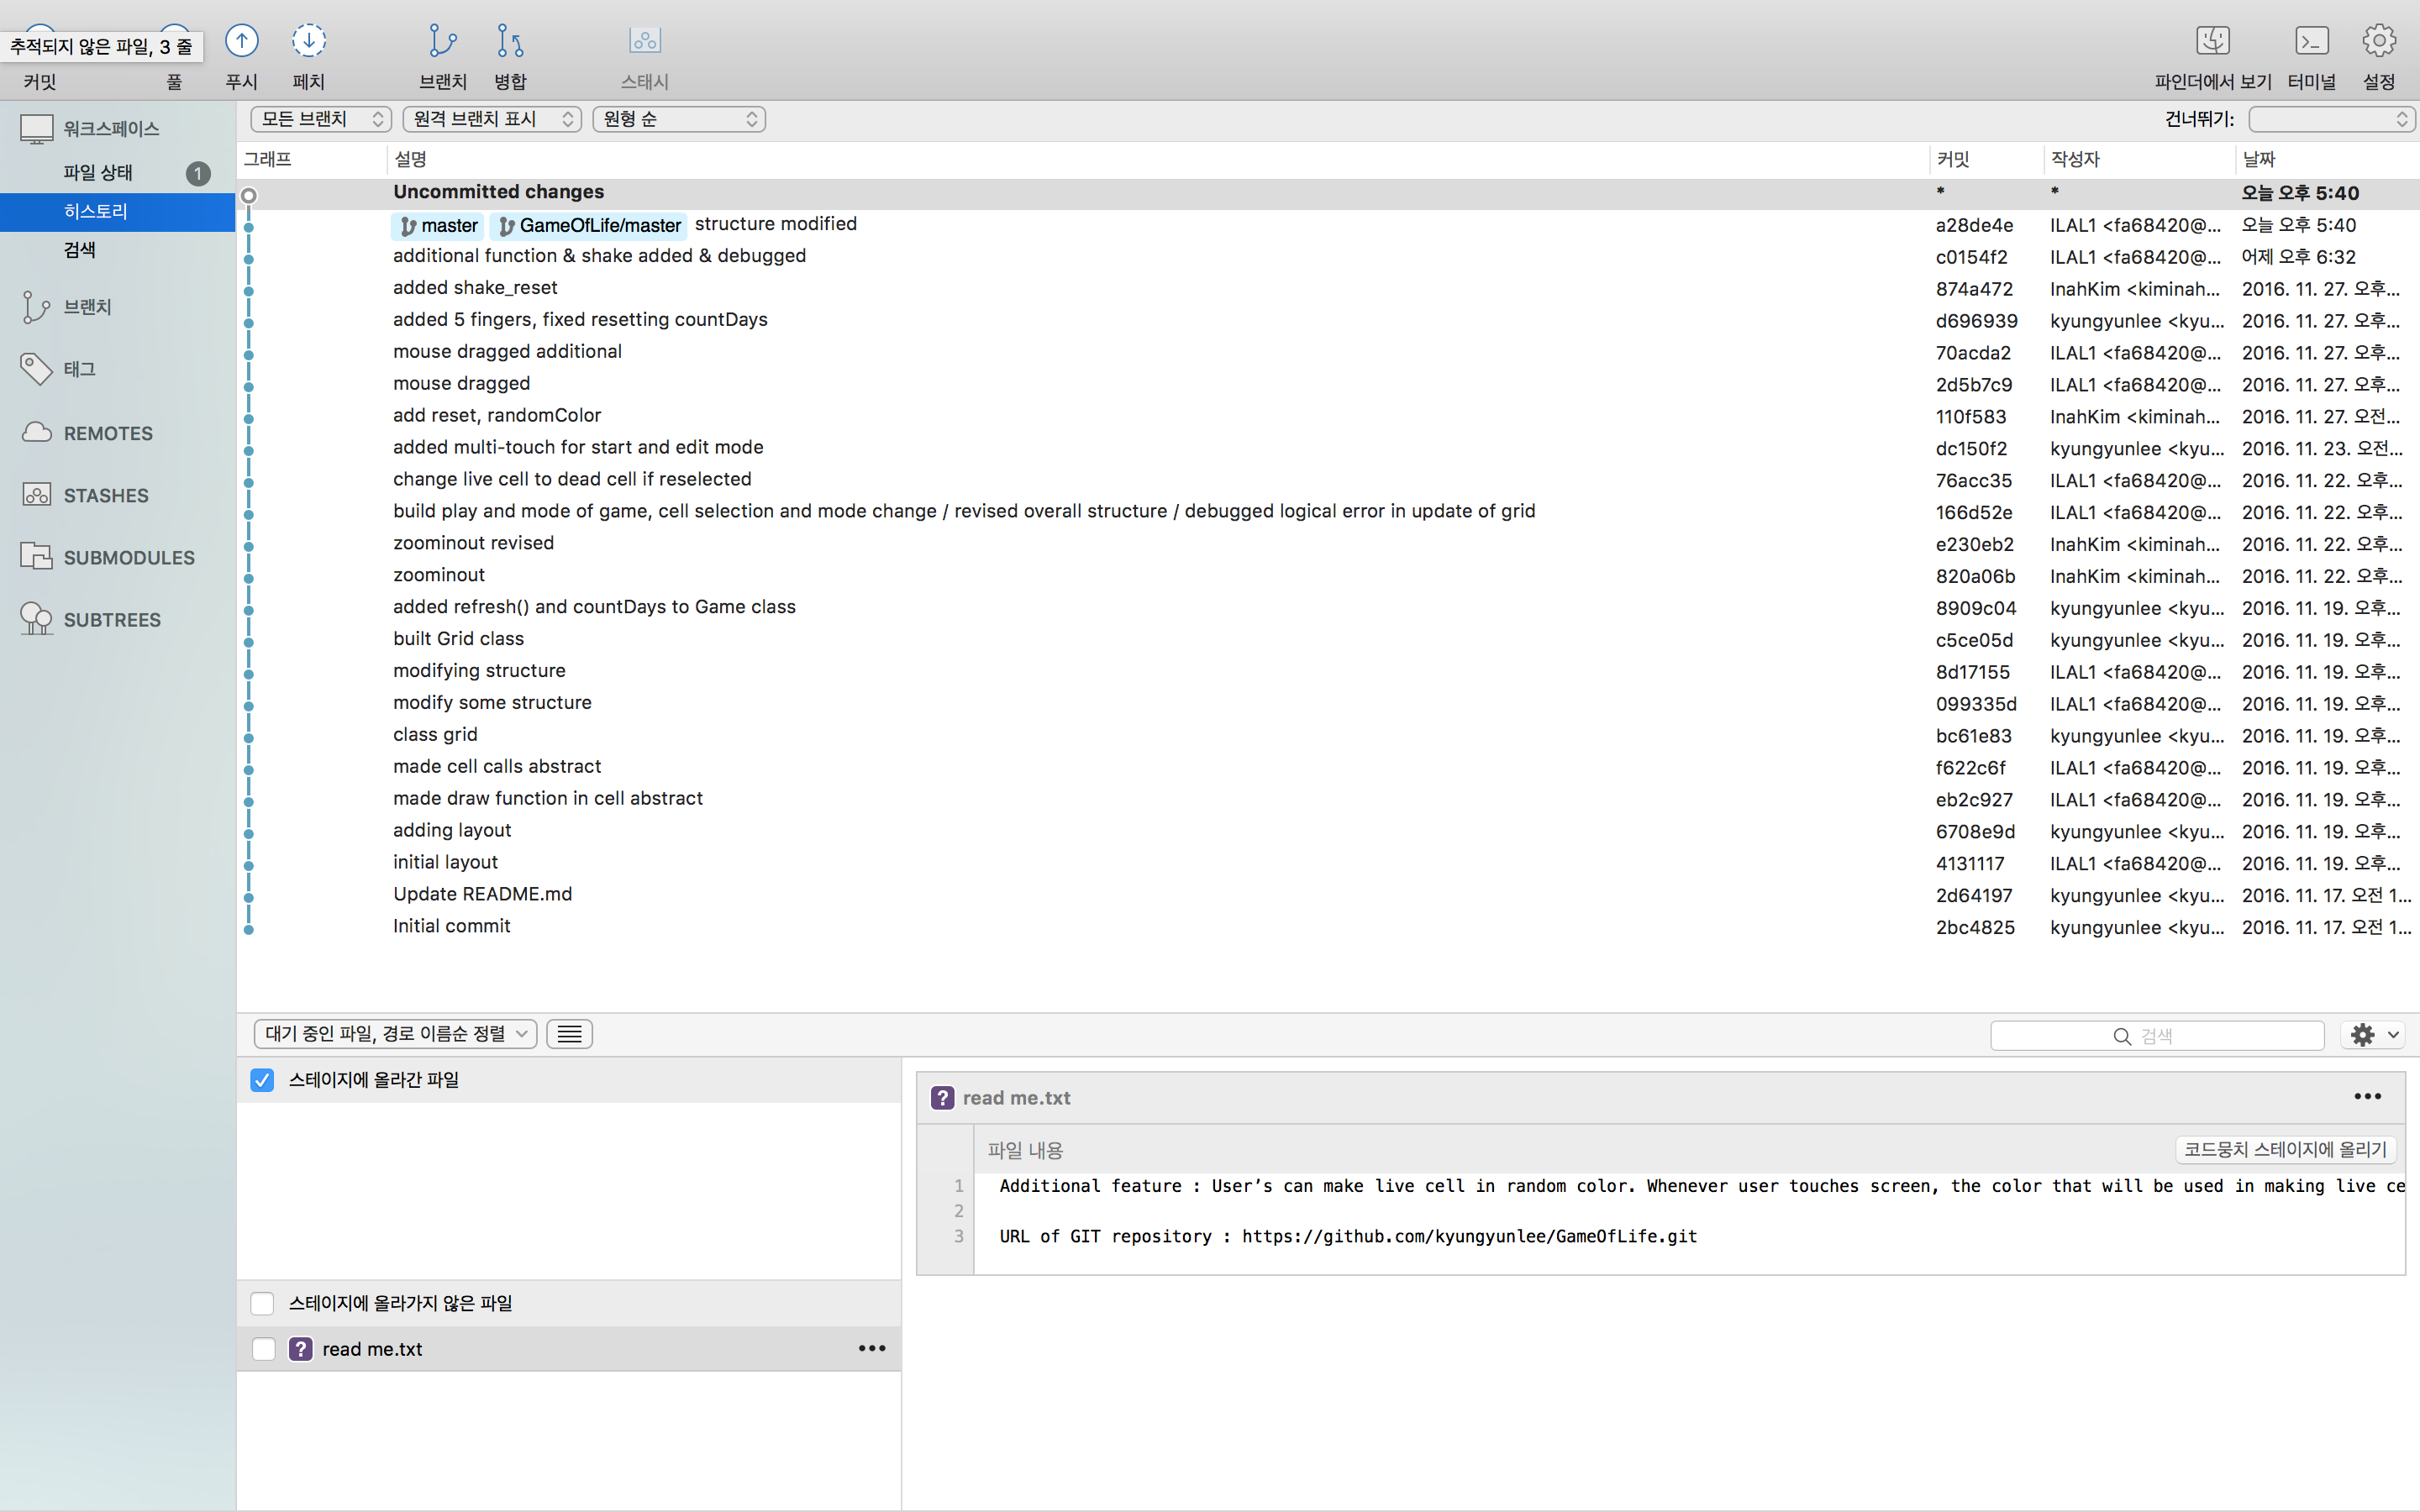 추적되지 않은 파일, 3 줄
커밋 풀 푸시 페치 브랜치 병합 스태시 파인더에서 보기 터미널 설정
워크스페이스
파일 상태 1
히스토리
검색
브랜치
태그
REMOTES
STASHES
SUBMODULES
SUBTREES
모든 브랜치 원격 브랜치 표시 원형 순 건너뛰기:
그래프 설명 커밋 작성자 날짜
Uncommitted changes * * 오늘 오후 5:40
master GameOfLife/master structure modified a28de4e ILAL1 <fa68420@... 오늘 오후 5:40
additional function & shake added & debugged c0154f2 ILAL1 <fa68420@... 어제 오후 6:32
added shake_reset 874a472 InahKim <kiminah... 2016. 11. 27. 오후...
added 5 fingers, fixed resetting countDays d696939 kyungyunlee <kyu... 2016. 11. 27. 오후...
mouse dragged additional 70acda2 ILAL1 <fa68420@... 2016. 11. 27. 오후...
mouse dragged 2d5b7c9 ILAL1 <fa68420@... 2016. 11. 27. 오후...
add reset, randomColor 110f583 InahKim <kiminah... 2016. 11. 27. 오전...
added multi-touch for start and edit mode dc150f2 kyungyunlee <kyu... 2016. 11. 23. 오전...
change live cell to dead cell if reselected 76acc35 ILAL1 <fa68420@... 2016. 11. 22. 오후...
build play and mode of game, cell selection and mode change / revised overall structure / debugged logical error in update of grid 166d52e ILAL1 <fa68420@... 2016. 11. 22. 오후...
zoominout revised e230eb2 InahKim <kiminah... 2016. 11. 22. 오후...
zoominout 820a06b InahKim <kiminah... 2016. 11. 22. 오후...
added refresh() and countDays to Game class 8909c04 kyungyunlee <kyu... 2016. 11. 19. 오후...
built Grid class c5ce05d kyungyunlee <kyu... 2016. 11. 19. 오후...
modifying structure 8d17155 ILAL1 <fa68420@... 2016. 11. 19. 오후...
modify some structure 099335d ILAL1 <fa68420@... 2016. 11. 19. 오후...
class grid bc61e83 kyungyunlee <kyu... 2016. 11. 19. 오후...
made cell calls abstract f622c6f ILAL1 <fa68420@... 2016. 11. 19. 오후...
made draw function in cell abstract eb2c927 ILAL1 <fa68420@... 2016. 11. 19. 오후...
adding layout 6708e9d kyungyunlee <kyu... 2016. 11. 19. 오후...
initial layout 4131117 ILAL1 <fa68420@... 2016. 11. 19. 오후...
Update README.md 2d64197 kyungyunlee <kyu... 2016. 11. 17. 오전 1...
Initial commit 2bc4825 kyungyunlee <kyu... 2016. 11. 17. 오전 1...
대기 중인 파일, 경로 이름순 정렬 검색
스테이지에 올라간 파일
스테이지에 올라가지 않은 파일
? read me.txt •••
? read me.txt •••
파일 내용 코드뭉치 스테이지에 올리기
1 Additional feature : User’s can make live cell in random color. Whenever user touches screen, the color that will be used in making live ce
2
3 URL of GIT repository : https://github.com/kyungyunlee/GameOfLife.git